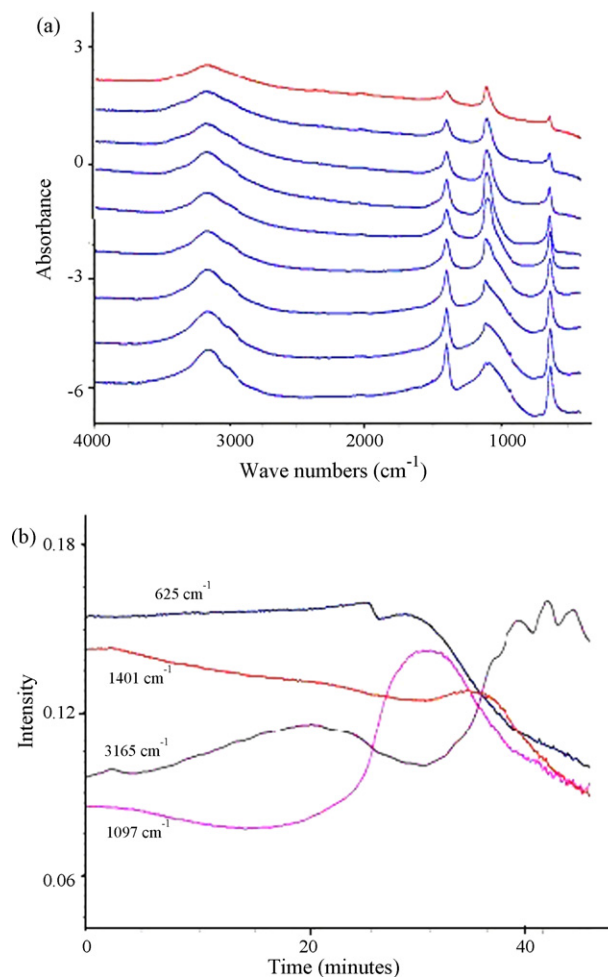 (a)
3
0
-3
-6
Absorbance
4000 3000 2000 1000
Wave numbers (cm-1)
(b)
0.18
0.12
0.06
Intensity
625 cm-1
1401 cm-1
3165 cm-1
1097 cm-1
0 20 40
Time (minutes)